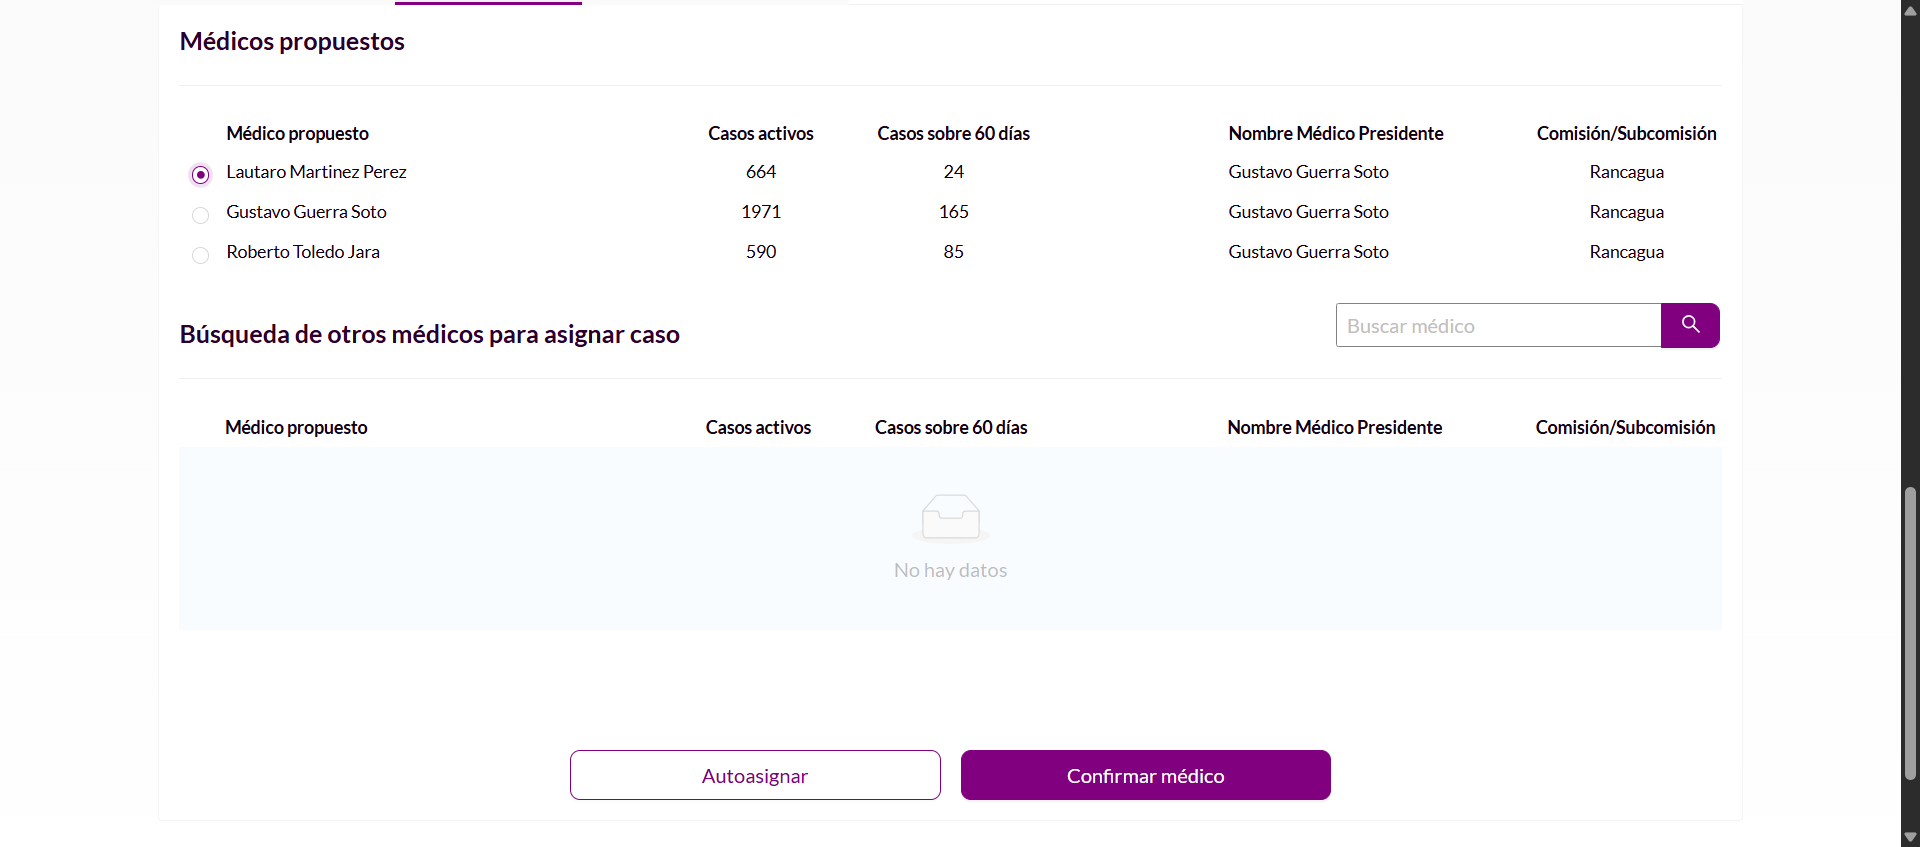 Médicos propuestos
Médico propuesto Casos activos Casos sobre 60 días Nombre Médico Presidente Comisión/Subcomisión
Lautaro Martinez Perez 664 24 Gustavo Guerra Soto Rancagua
Gustavo Guerra Soto 1971 165 Gustavo Guerra Soto Rancagua
Roberto Toledo Jara 590 85 Gustavo Guerra Soto Rancagua
Búsqueda de otros médicos para asignar caso Buscar médico
Médico propuesto Casos activos Casos sobre 60 días Nombre Médico Presidente Comisión/Subcomisión
No hay datos
Autoasignar Confirmar médico